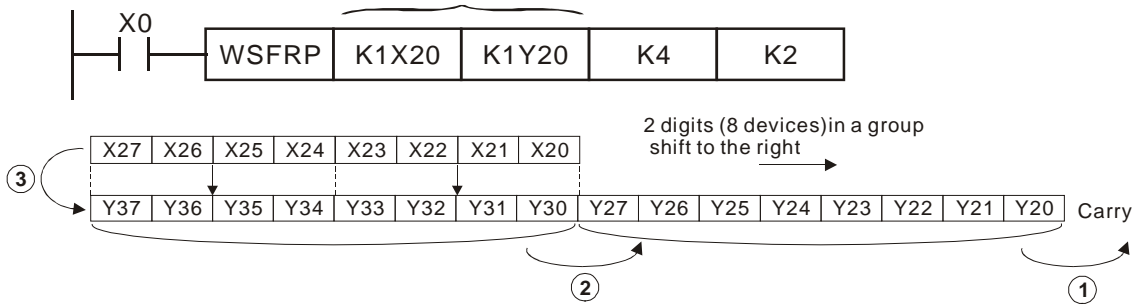 X0
WSFRP K1X20 K1Y20 K4 K2
2 digits (8 devices)in a group
shift to the right
X27 X26 X25 X24 X23 X22 X21 X20
3
Y37 Y36 Y35 Y34 Y33 Y32 Y31 Y30 Y27 Y26 Y25 Y24 Y23 Y22 Y21 Y20 Carry
2
1